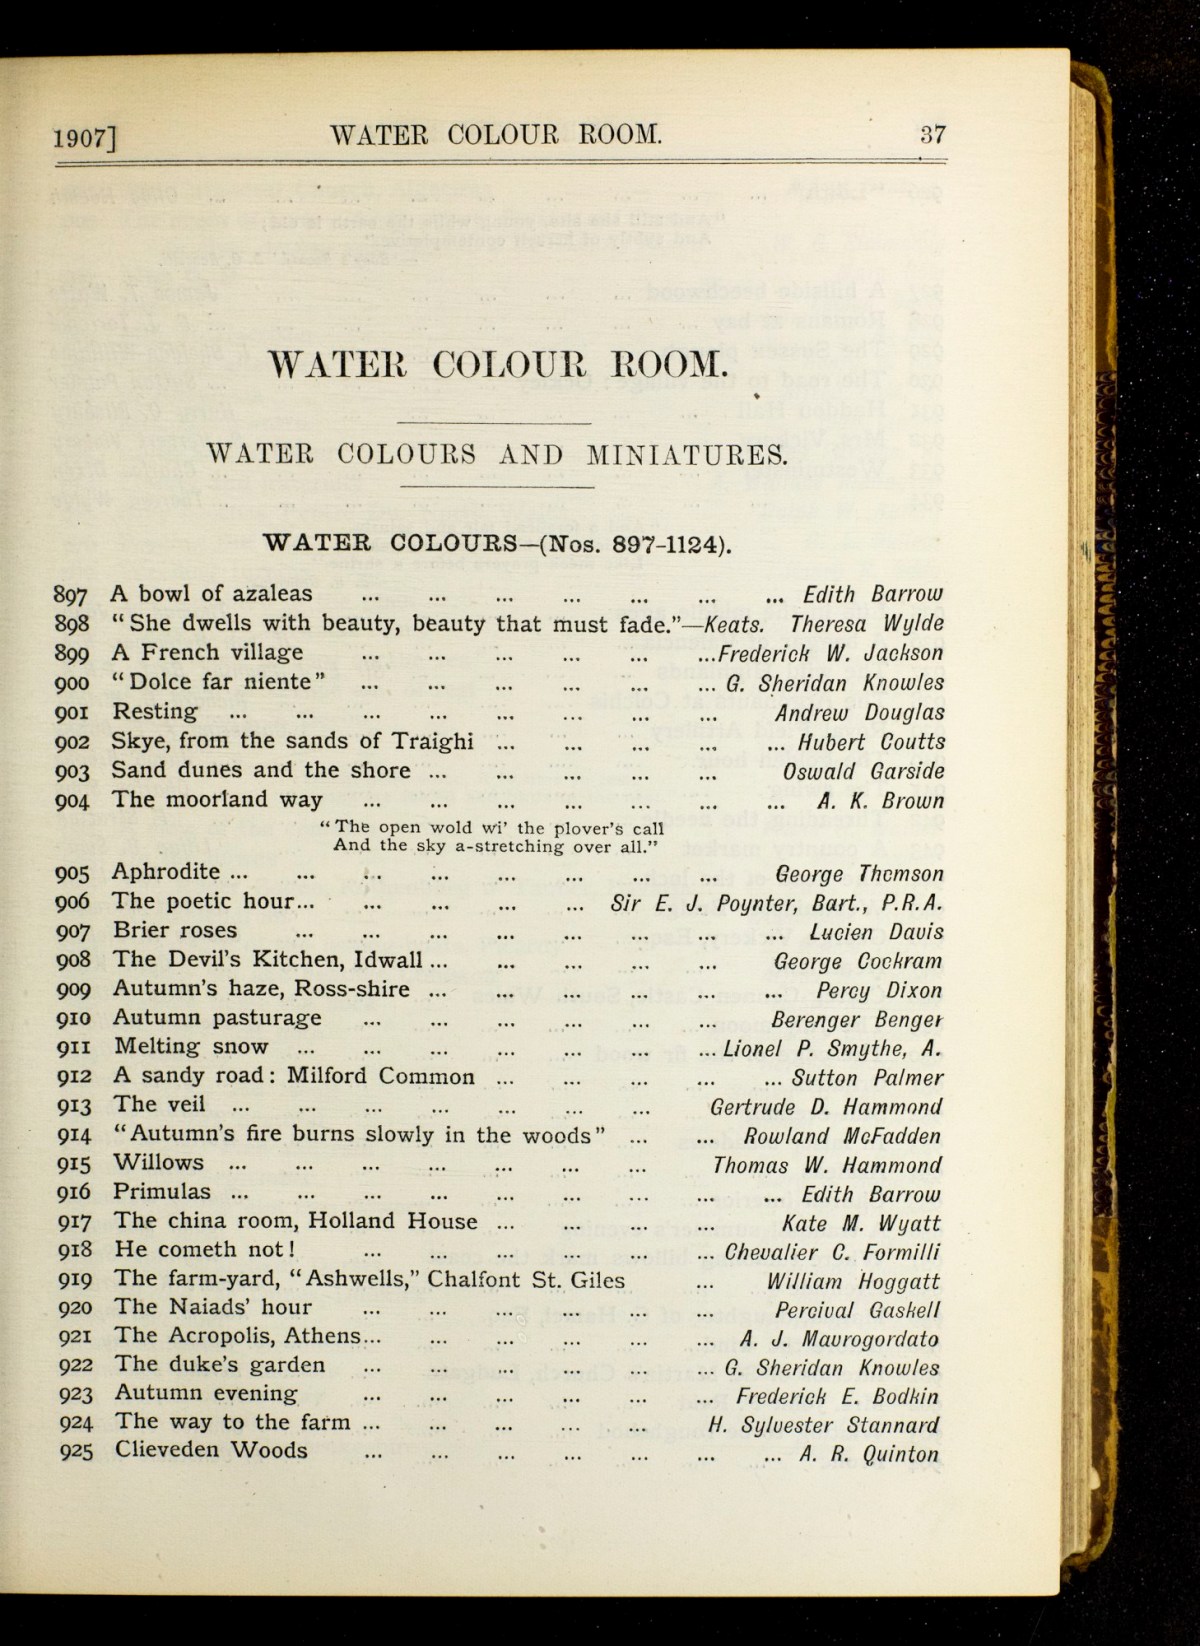 1907] WATER COLOUR ROOM. 37
WATER COLOUR ROOM.
WATER COLOURS AND MINIATURES.
WATER COLOURS—(Nos. 897-1124).
897 A bowl of azaleas ... ... ... ... ... ... ... Edith Barrow
898 “She dwells with beauty, beauty that must fade.”—Keats. Theresa Wylde
899 A French village ... ... ... ... ... ...Frederick W. Jackson
900 “Dolce far niente” ... ... ... ... ... ... G. Sheridan Knowles
901 Resting ... ... ... ... ... ... ... ... Andrew Douglas
902 Skye, from the sands of Traighi ... ... ... ... ... Hubert Coutts
903 Sand dunes and the shore ... ... ... ... ... Oswald Garside
904 The moorland way ... ... ... ... ... ... ... A. K. Brown
“The open wold wi’ the plover’s call
And the sky a-stretching over all.”
905 Aphrodite ... ... ... ... ... ... ... ... George Thomson
906 The poetic hour... ... ... ... ... Sir E. J. Poynter, Bart., P.R.A.
907 Brier roses ... ... ... ... ... ... ... ... Lucien Davis
908 The Devil’s Kitchen, Idwall ... ... ... ... ... George Cockram
909 Autumn’s haze, Ross-shire ... ... ... ... ... ... Percy Dixon
910 Autumn pasturage ... ... ... ... ... ... Berenger Benger
911 Melting snow ... ... ... ... ... ... ... Lionel P. Smythe, A.
912 A sandy road: Milford Common ... ... ... ... ... Sutton Palmer
913 The veil ... ... ... ... ... ... ... Gertrude D. Hammond
914 “Autumn’s fire burns slowly in the woods” ... ... Rowland McFadden
915 Willows ... ... ... ... ... ... ... Thomas W. Hammond
916 Primulas ... ... ... ... ... ... ... ... ... Edith Barrow
917 The china room, Holland House ... ... ... ... Kate M. Wyatt
918 He cometh not! ... ... ... ... ... ... Chevalier C. Formilli
919 The farm-yard, “Ashwells,” Chalfont St. Giles ... William Hoggatt
920 The Naiads’ hour ... ... ... ... ... ... Percival Gaskell
921 The Acropolis, Athens... ... ... ... ... ... A. J. Mavrogordato
922 The duke’s garden ... ... ... ... ... ... G. Sheridan Knowles
923 Autumn evening ... ... ... ... ... ... Frederick E. Bodkin
924 The way to the farm ... ... ... ... ... H. Sylvester Stannard
925 Clieveden Woods ... ... ... ... ... ... ... A. R. Quinton